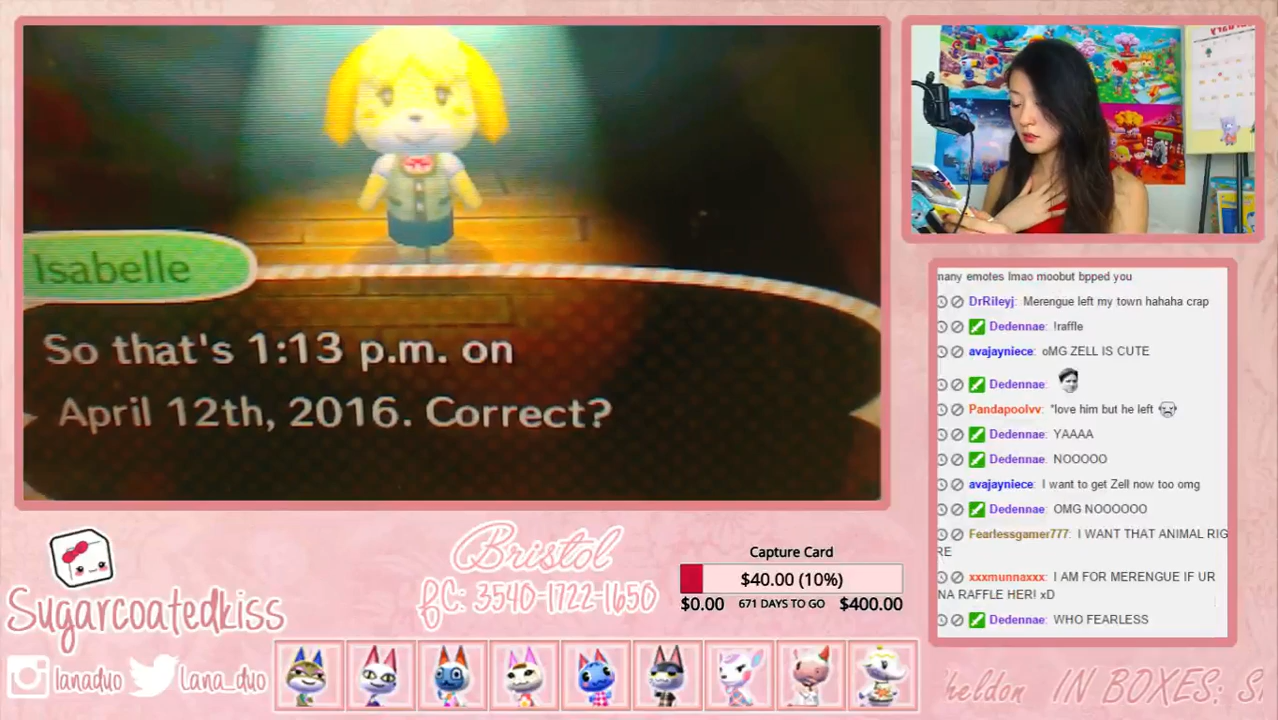 Isabelle
So that's 1:13 p.m. on
April 12th, 2016. Correct?
many emotes lmao moobut bpped you
DrRileyj: Merengue left my town hahaha crap
Dedennae: !raffle
avajayniece: oMG ZELL IS CUTE
Dedennae:
Pandapoolvv: "love him but he left
Dedennae: YAAAA
Dedennae: NOOOOO
avajayniece: I want to get Zell now too omg
Dedennae: OMG NOOOOOO
Fearlessgamer777: I WANT THAT ANIMAL RIG
RE
xxxmunnaxxx: I AM FOR MERENGUE IF UR
NA RAFFLE HER! xD
Dedennae: WHO FEARLESS
Sugarcoatedkiss
lanaduo
Lana_duo
Bristol
FC: 3540-1722-1650
Capture Card
$40.00 (10%)
$0.00 671 DAYS TO GO $400.00
heldon IN BOXES: S